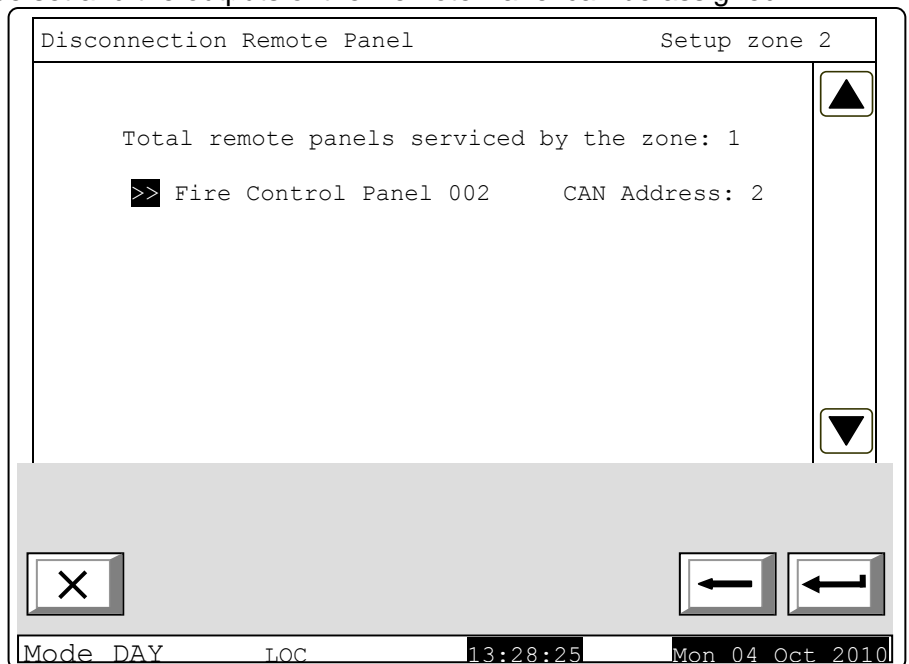 Disconnection Remote Panel Setup zone 2
Total remote panels serviced by the zone: 1
>> Fire Control Panel 002 CAN Address: 2
Mode DAY LOC 13:28:25 Mon 04 Oct 2010